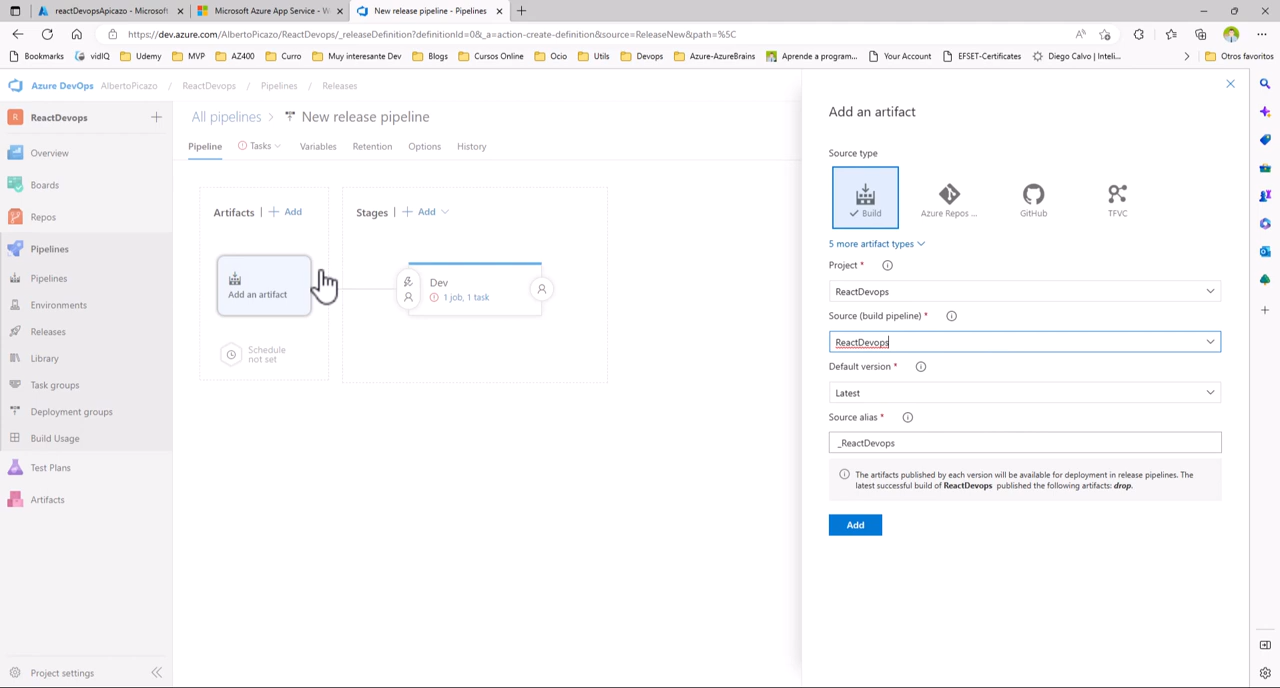 reactDevopsApicazo - Microsoft
Microsoft Azure App Service - W
New release pipeline - Pipelines
https://dev.azure.com/AlbertoPicazo/ReactDevops/_releaseDefinition?definitionId=0&_a=action-create-definition&source=ReleaseNew&path=%5C
Bookmarks
vidIQ
Udemy
MVP
AZ400
Curro
Muy interesante Dev
Blogs
Cursos Online
Ocio
Utils
Devops
Azure-AzureBrains
Aprende a program...
Your Account
EFSET-Certificates
Diego Calvo | Inteli...
Otros favoritos
Azure DevOps AlbertoPicazo / ReactDevops / Pipelines / Releases
R ReactDevops
Overview
Boards
Repos
Pipelines
Pipelines
Environments
Releases
Library
Task groups
Deployment groups
Build Usage
Test Plans
Artifacts
Project settings
All pipelines > New release pipeline
Pipeline Tasks Variables Retention Options History
Artifacts | + Add
Stages | + Add
Add an artifact
Dev
1 job, 1 task
Schedule
not set
Add an artifact
Source type
Build
Azure Repos ...
GitHub
TFVC
5 more artifact types
Project *
ReactDevops
Source (build pipeline) *
ReactDevops
Default version *
Latest
Source alias *
_ReactDevops
The artifacts published by each version will be available for deployment in release pipelines. The
latest successful build of ReactDevops published the following artifacts: drop.
Add